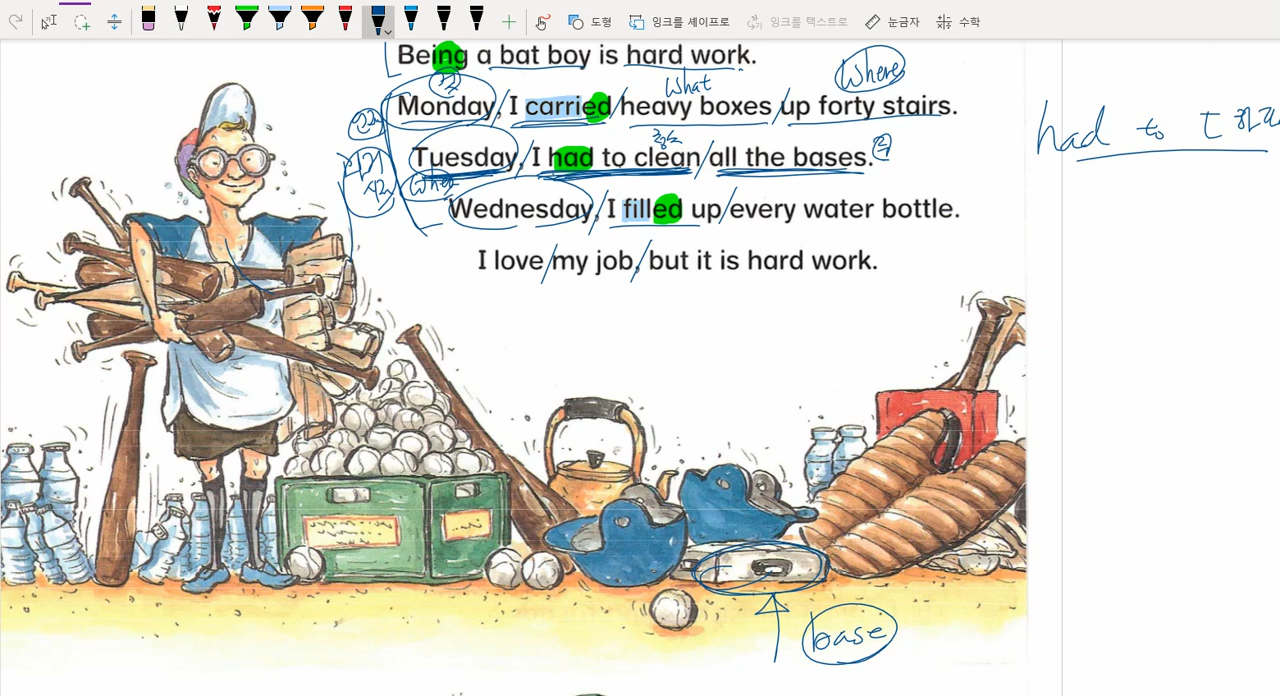 도형 잉크를 셰이프로 잉크를 텍스트로 눈금자 수학
Being a bat boy is hard work.
What Where
Monday, I carried heavy boxes up forty stairs.
had to
Tuesday, I had to clean all the bases.
When
Wednesday, I filled up every water bottle.
I love my job, but it is hard work.
base